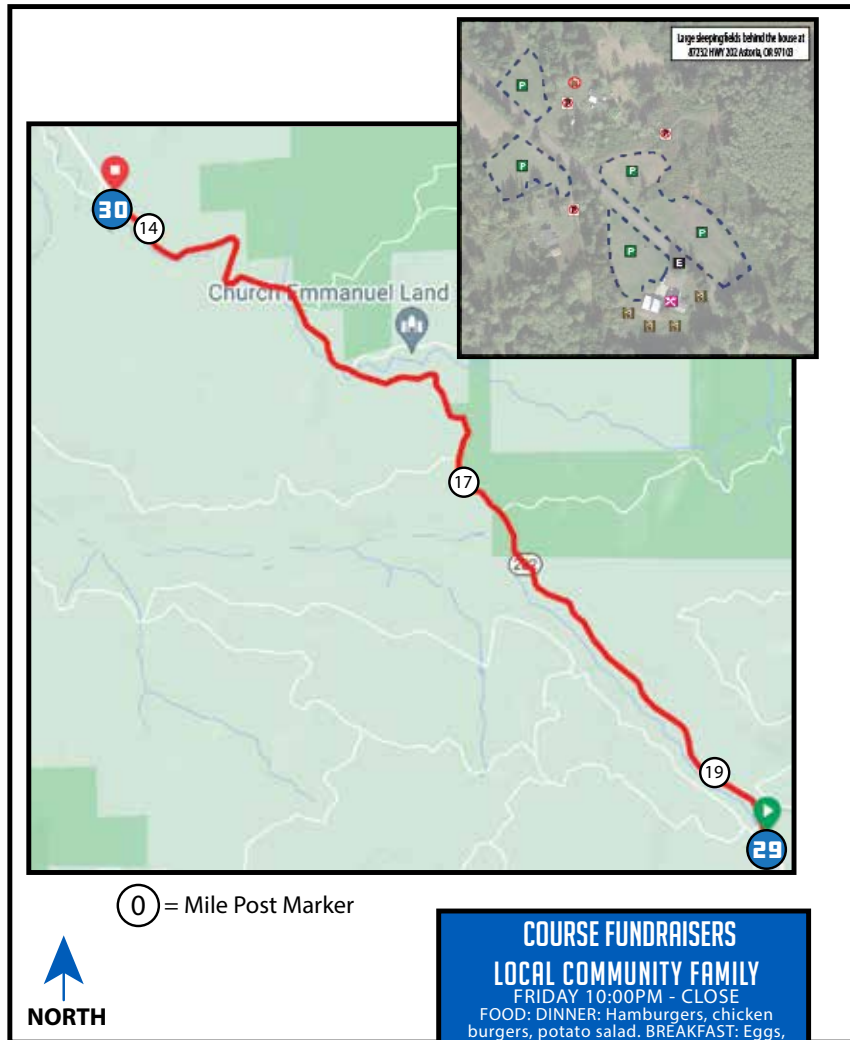 Large sleeping fields behind the house at
87232 HWY 202 Astoria, OR 97103
P
P
P
P
P
E
30
14
Church Emmanuel Land
17
202
19
29
0 = Mile Post Marker
NORTH
COURSE FUNDRAISERS
LOCAL COMMUNITY FAMILY
FRIDAY 10:00PM - CLOSE
FOOD: DINNER: Hamburgers, chicken
burgers, potato salad. BREAKFAST: Eggs,